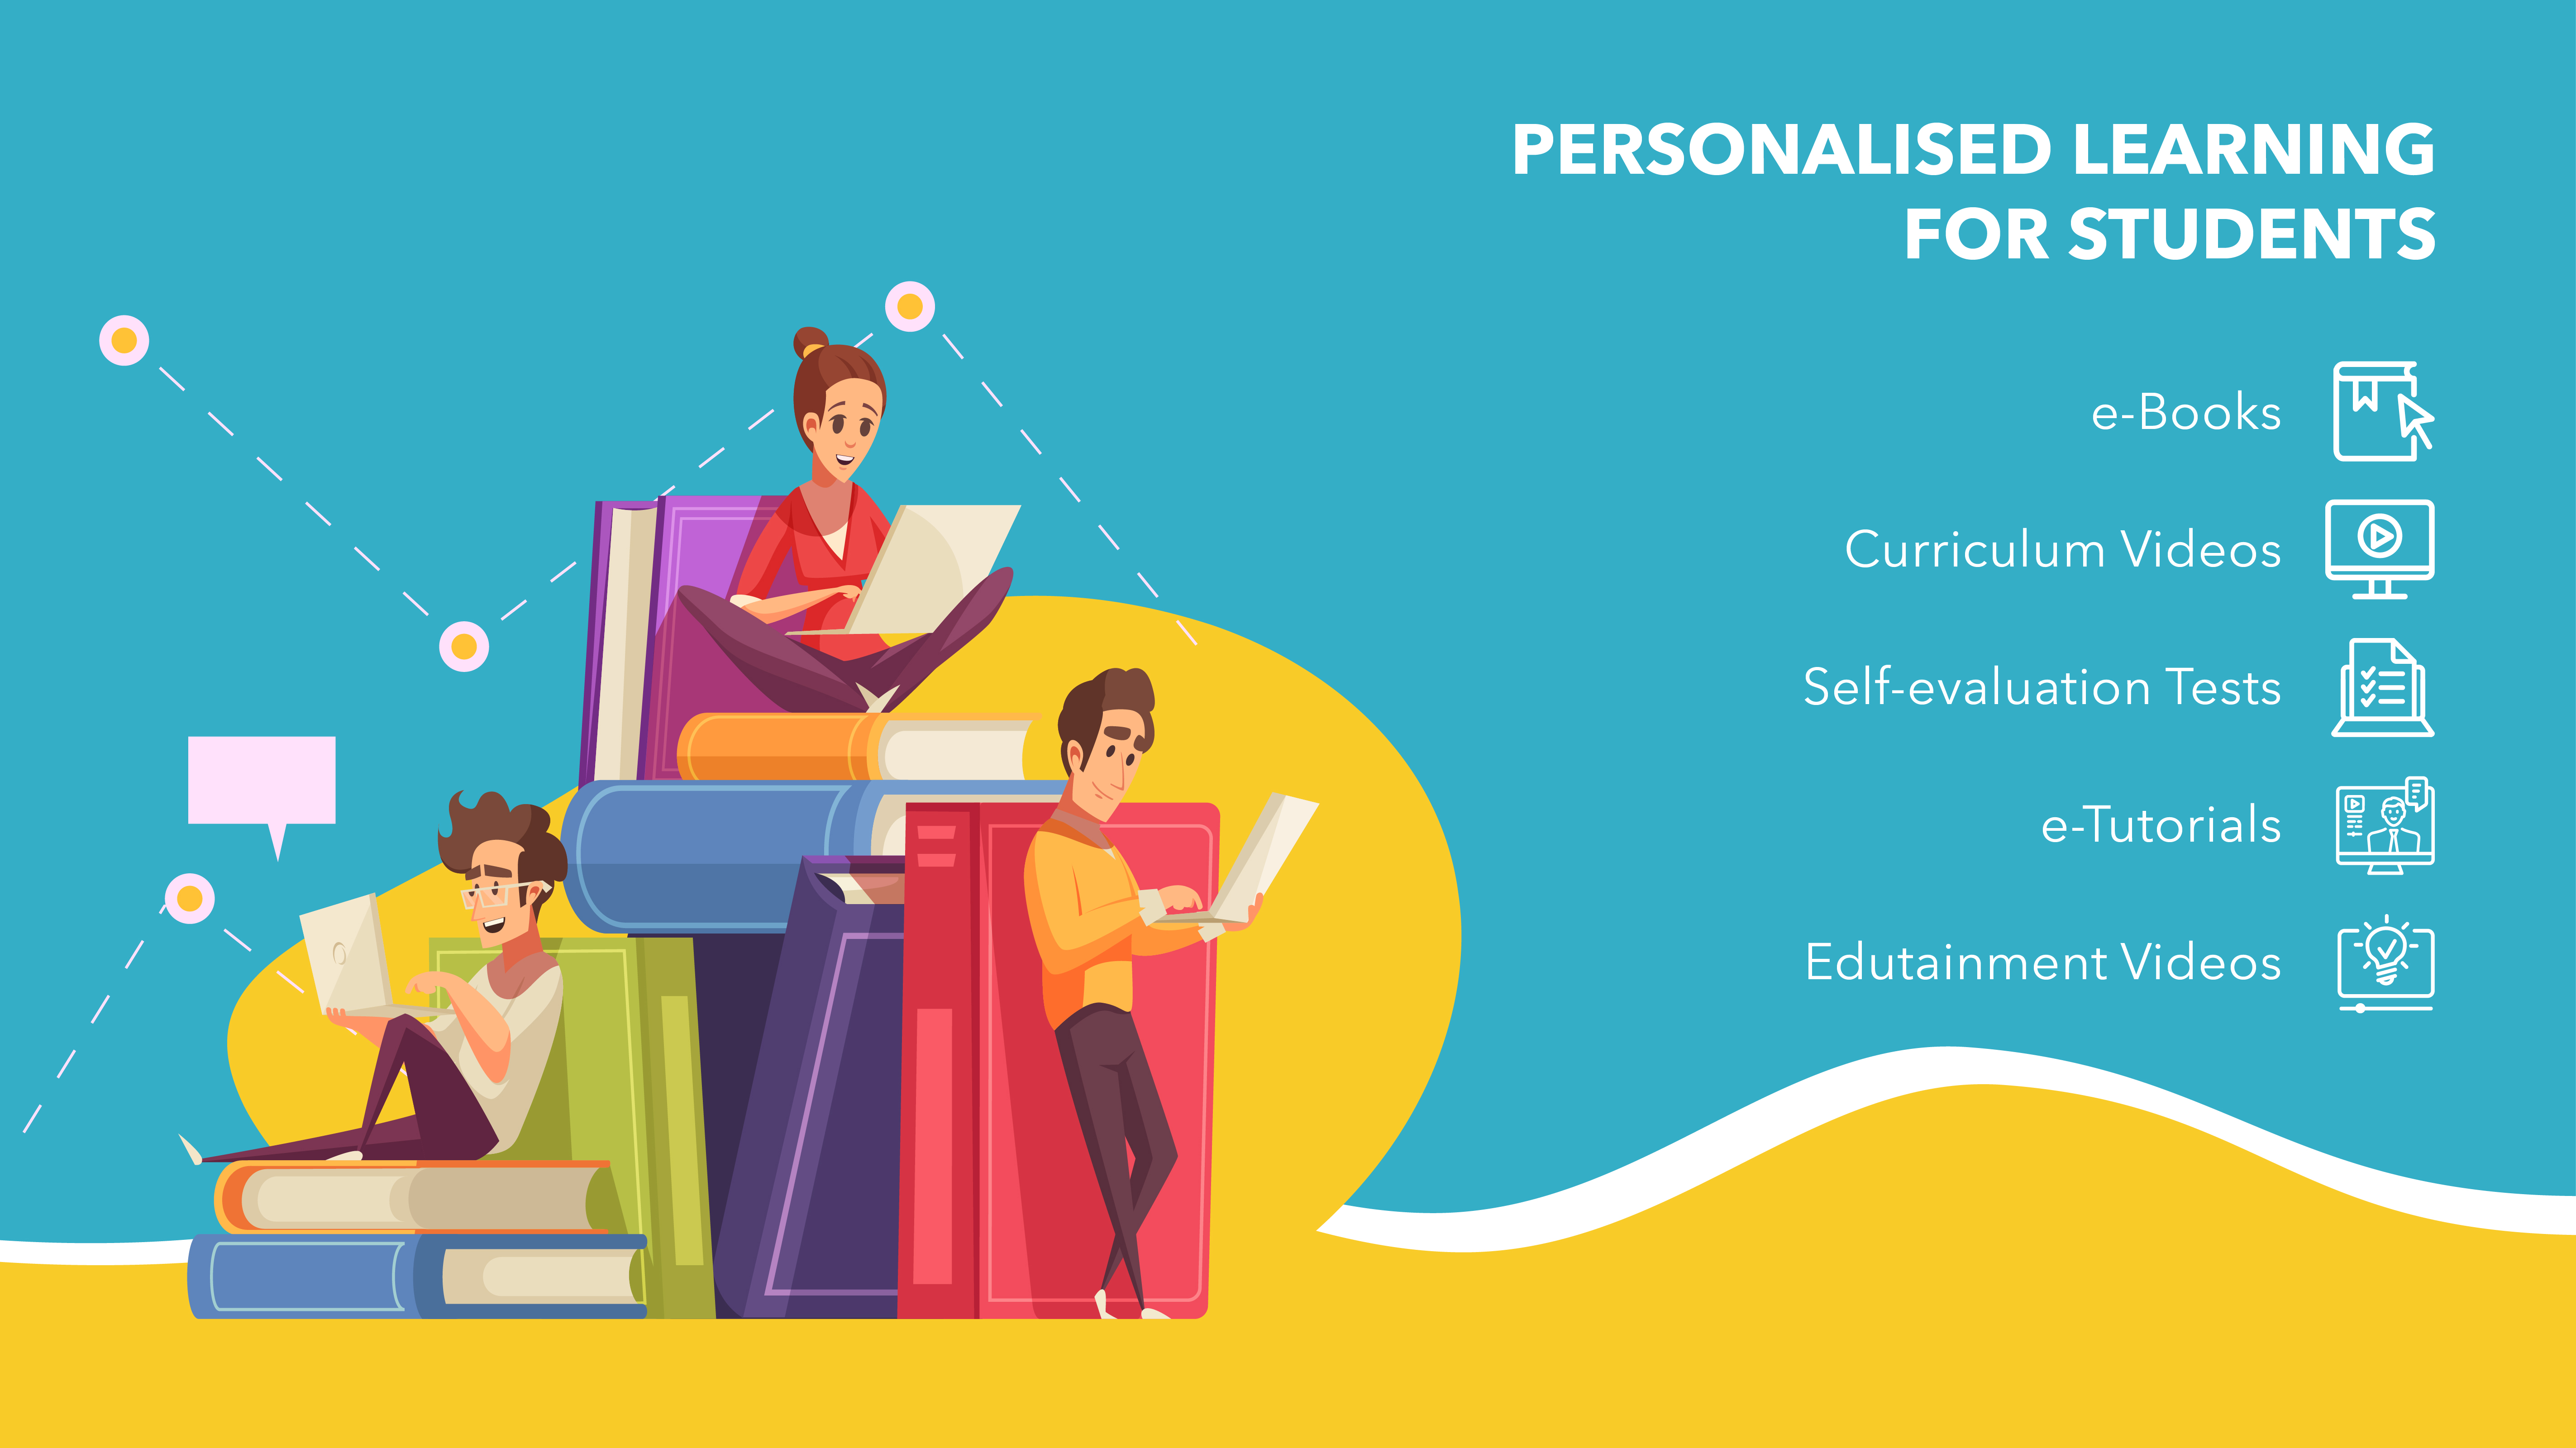 PERSONALISED LEARNING
FOR STUDENTS
e-Books
Curriculum Videos
Self-evaluation Tests
e-Tutorials
Edutainment Videos